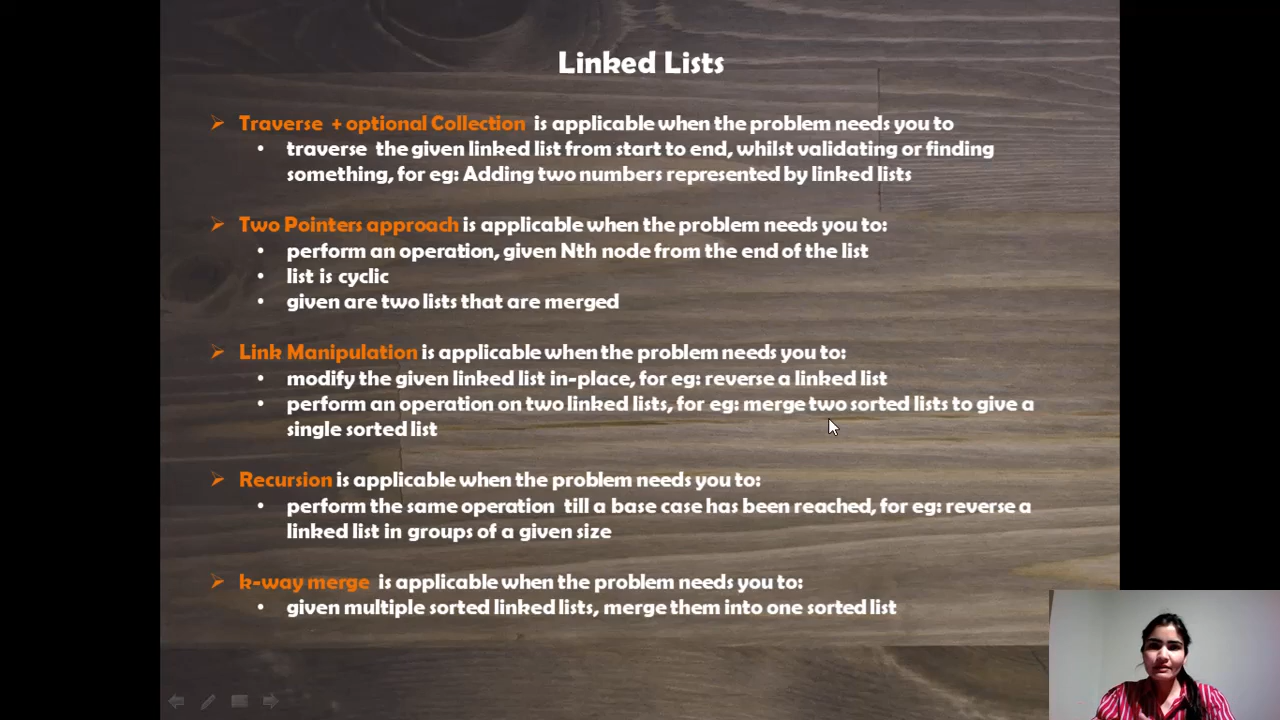 Linked Lists
➢ Traverse + optional Collection is applicable when the problem needs you to
• traverse the given linked list from start to end, whilst validating or finding
something, for eg: Adding two numbers represented by linked lists
➢ Two Pointers approach is applicable when the problem needs you to:
• perform an operation, given Nth node from the end of the list
• list is cyclic
• given are two lists that are merged
➢ Link Manipulation is applicable when the problem needs you to:
• modify the given linked list in-place, for eg: reverse a linked list
• perform an operation on two linked lists, for eg: merge two sorted lists to give a
single sorted list
➢ Recursion is applicable when the problem needs you to:
• perform the same operation till a base case has been reached, for eg: reverse a
linked list in groups of a given size
➢ k-way merge is applicable when the problem needs you to:
• given multiple sorted linked lists, merge them into one sorted list